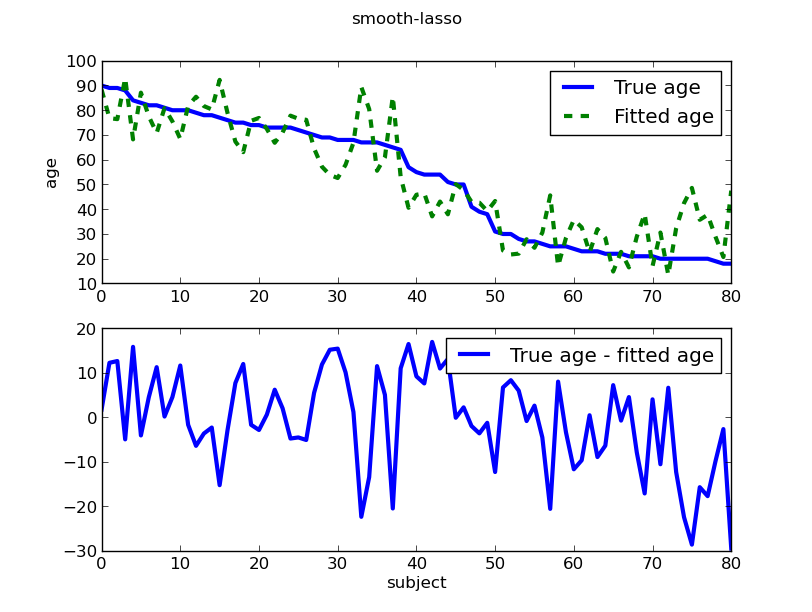 smooth-lasso
100
90
80
70
60
50
40
30
20
10
age
True age
Fitted age
0 10 20 30 40 50 60 70 80
20
10
0
−10
−20
−30
True age - fitted age
0 10 20 30 40 50 60 70 80
subject